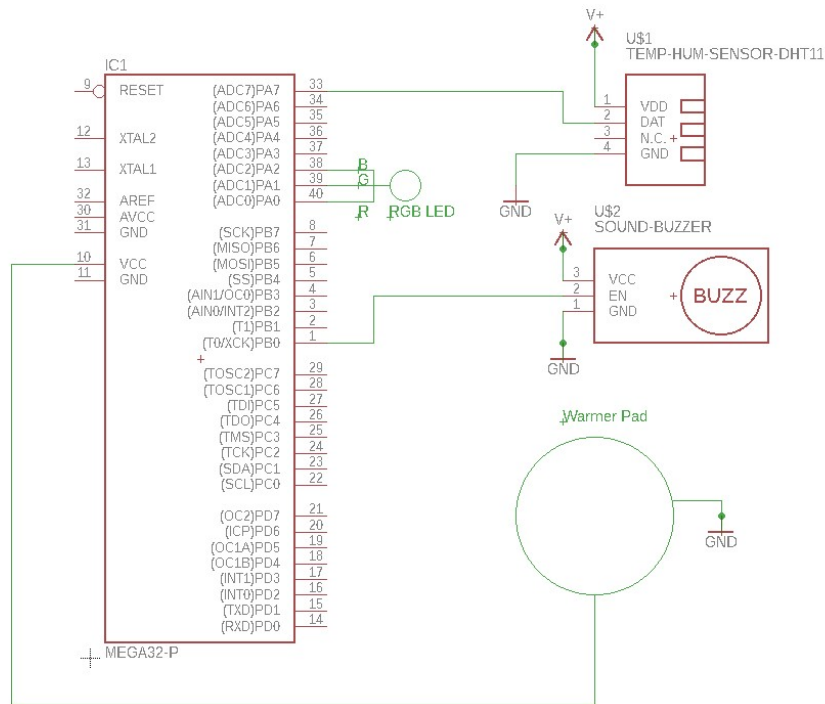 IC1
9 RESET
12 XTAL2
13 XTAL1
32 AREF
30 AVCC
31 GND
10 VCC
11 GND
(ADC7)PA7 33
(ADC6)PA6 34
(ADC5)PA5 35
(ADC4)PA4 36
(ADC3)PA3 37
(ADC2)PA2 38
(ADC1)PA1 39
(ADC0)PA0 40
(SCK)PB7 8
(MISO)PB6 7
(MOSI)PB5 6
(SS)PB4 5
(AIN1/OC0)PB3 4
(AIN0/INT2)PB2 3
(T1)PB1 2
(T0/XCK)PB0 1
(TOSC2)PC7 29
(TOSC1)PC6 28
(TDI)PC5 27
(TDO)PC4 26
(TMS)PC3 25
(TCK)PC2 24
(SDA)PC1 23
(SCL)PC0 22
(OC2)PD7 21
(ICP)PD6 20
(OC1A)PD5 19
(OC1B)PD4 18
(INT1)PD3 17
(INT0)PD2 16
(TXD)PD1 15
(RXD)PD0 14
MEGA32-P
B
G
R
RGB LED
V+
U$1
TEMP-HUM-SENSOR-DHT11
1 VDD
2 DAT
3 N.C.
4 GND
GND
V+
U$2
SOUND-BUZZER
3 VCC
2 EN
1 GND
BUZZ
GND
Warmer Pad
GND